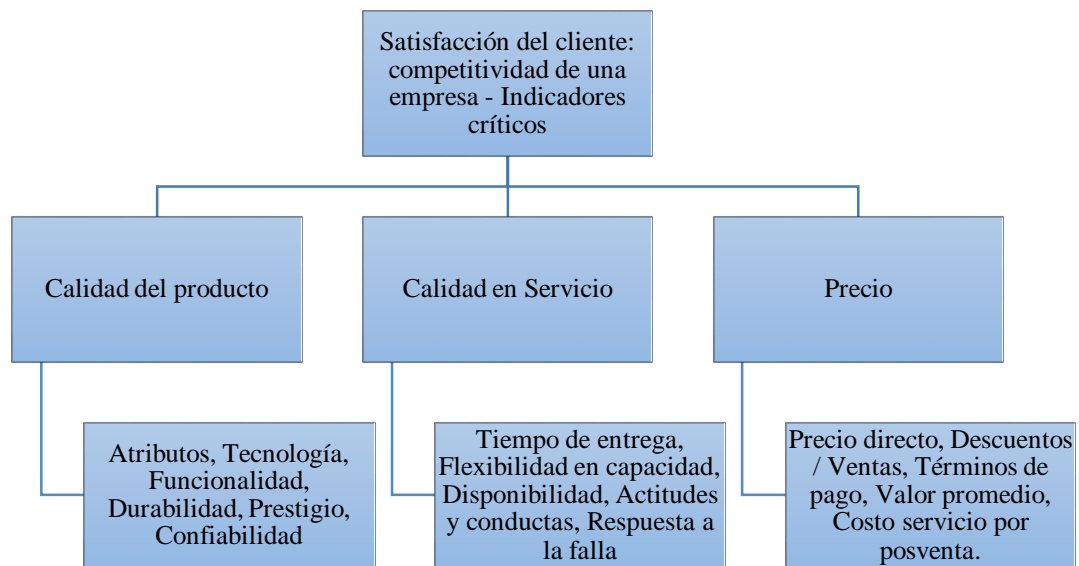 Satisfacción del cliente:
competitividad de una
empresa - Indicadores
críticos
Calidad del producto
Calidad en Servicio
Precio
Atributos, Tecnología,
Funcionalidad,
Durabilidad, Prestigio,
Confiabilidad
Tiempo de entrega,
Flexibilidad en capacidad,
Disponibilidad, Actitudes
y conductas, Respuesta a
la falla
Precio directo, Descuentos
/ Ventas, Términos de
pago, Valor promedio,
Costo servicio por
posventa.